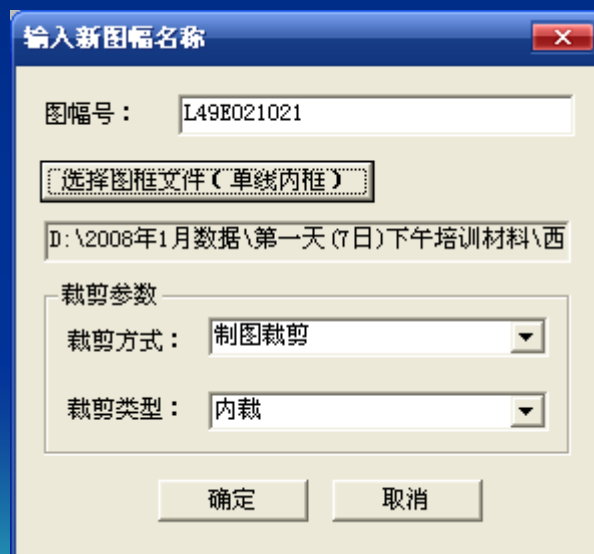 输入新图幅名称
图幅号： L49E021021
选择图框文件(单线内框)
D:\2008年1月数据\第一天(7日)下午培训材料\西
裁剪参数
裁剪方式： 制图裁剪
裁剪类型： 内裁
确定 取消